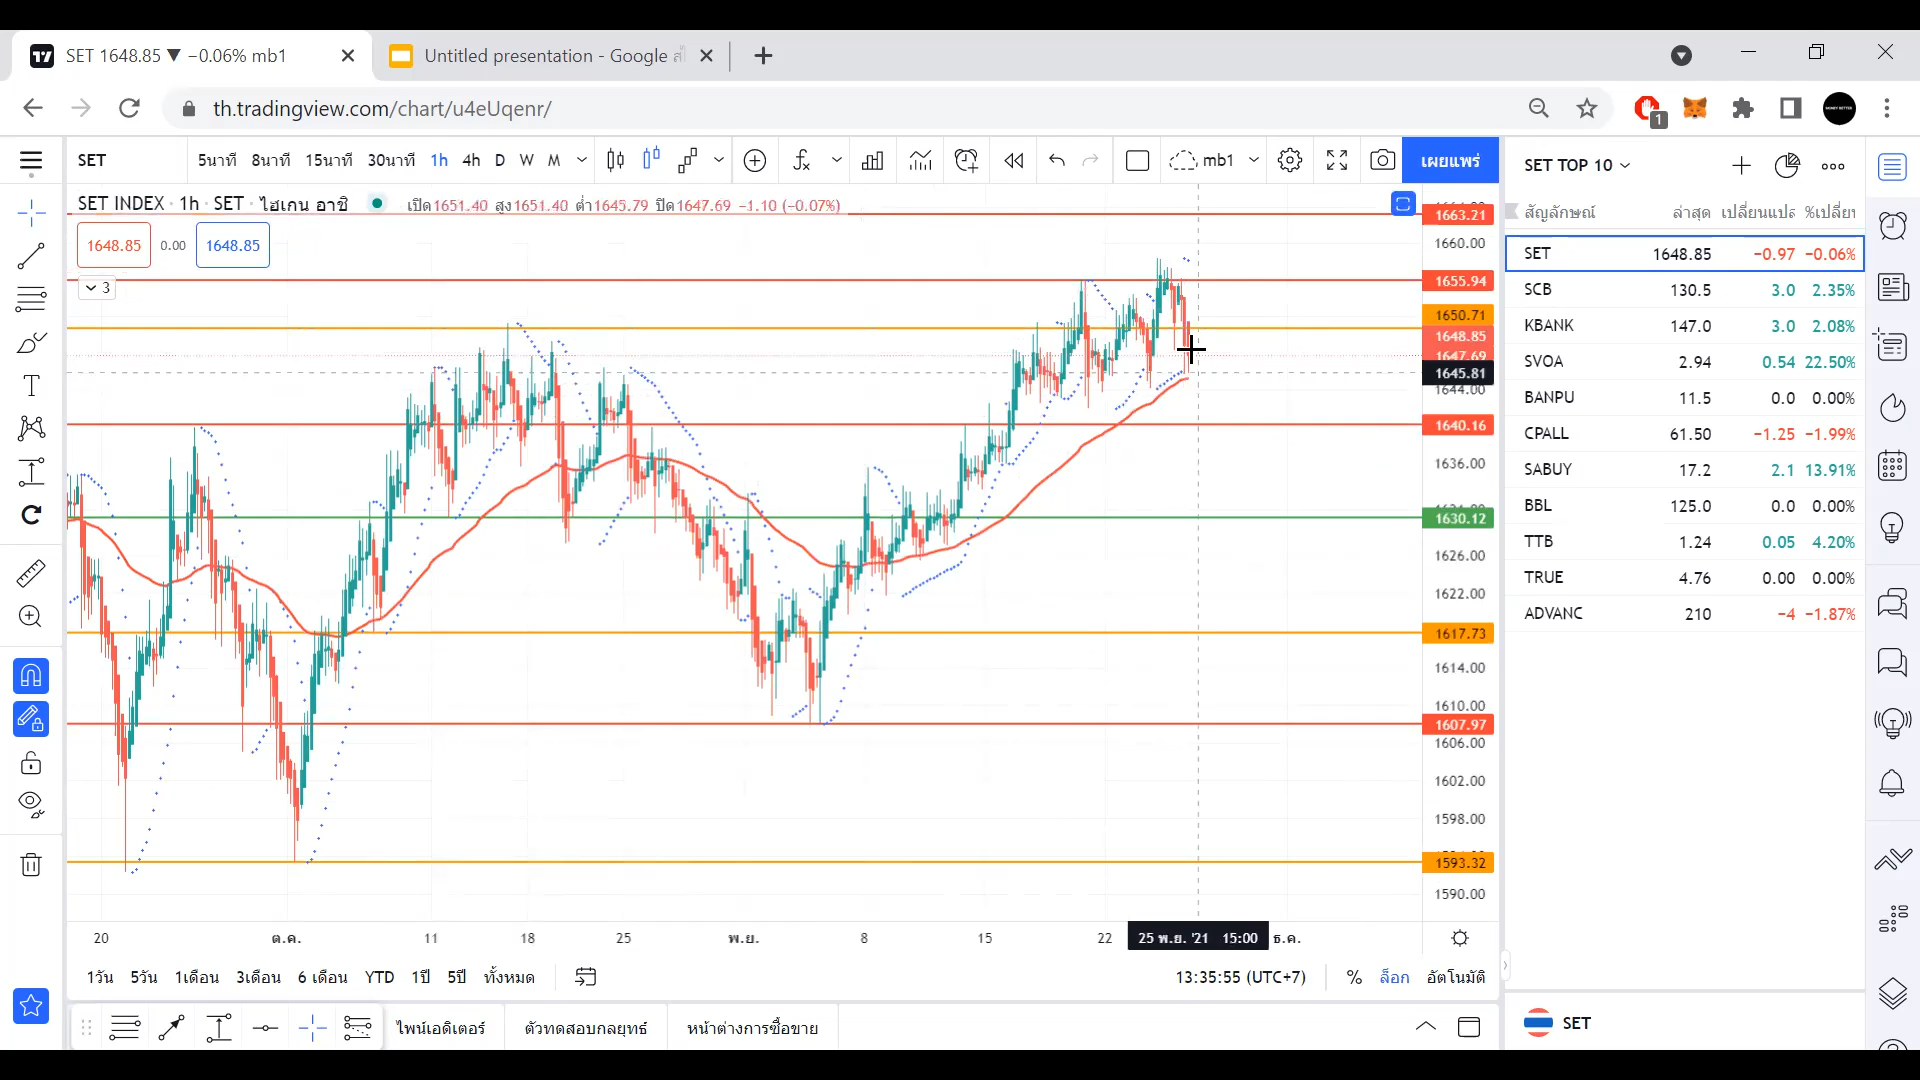 SET 1648.85 ▼ −0.06% mb1
Untitled presentation - Google ส
th.tradingview.com/chart/u4eUqenr/
1
SET 5นาที 8นาที 15นาที 30นาที 1h 4h D W M mb1 เผยแพร่
SET INDEX · 1h · SET · ไฮเกน อาชิ เปิด1651.40 สูง1651.40 ต่ำ1645.79 ปิด1647.69 −1.10 (−0.07%)
1648.85 0.00 1648.85
3
1663.21
1660.00
1655.94
1650.71
1648.85
1647.69
1645.81
1644.00
1640.16
1636.00
1630.12
1626.00
1622.00
1617.73
1614.00
1610.00
1607.97
1606.00
1602.00
1598.00
1593.32
1590.00
20 ต.ค. 11 18 25 พ.ย. 8 15 22 25 พ.ย. '21 15:00 ธ.ค.
1วัน 5วัน 1เดือน 3เดือน 6 เดือน YTD 1ปี 5ปี ทั้งหมด 13:35:55 (UTC+7) % ล็อก อัตโนมัติ
ไพน์เอดิเตอร์ ตัวทดสอบกลยุทธ์ หน้าต่างการซื้อขาย
SET TOP 10
สัญลักษณ์ ล่าสุด เปลี่ยนแปล %เปลี่ยน
SET 1648.85 −0.97 −0.06%
SCB 130.5 3.0 2.35%
KBANK 147.0 3.0 2.08%
SVOA 2.94 0.54 22.50%
BANPU 11.5 0.0 0.00%
CPALL 61.50 −1.25 −1.99%
SABUY 17.2 2.1 13.91%
BBL 125.0 0.0 0.00%
TTB 1.24 0.05 4.20%
TRUE 4.76 0.00 0.00%
ADVANC 210 −4 −1.87%
SET